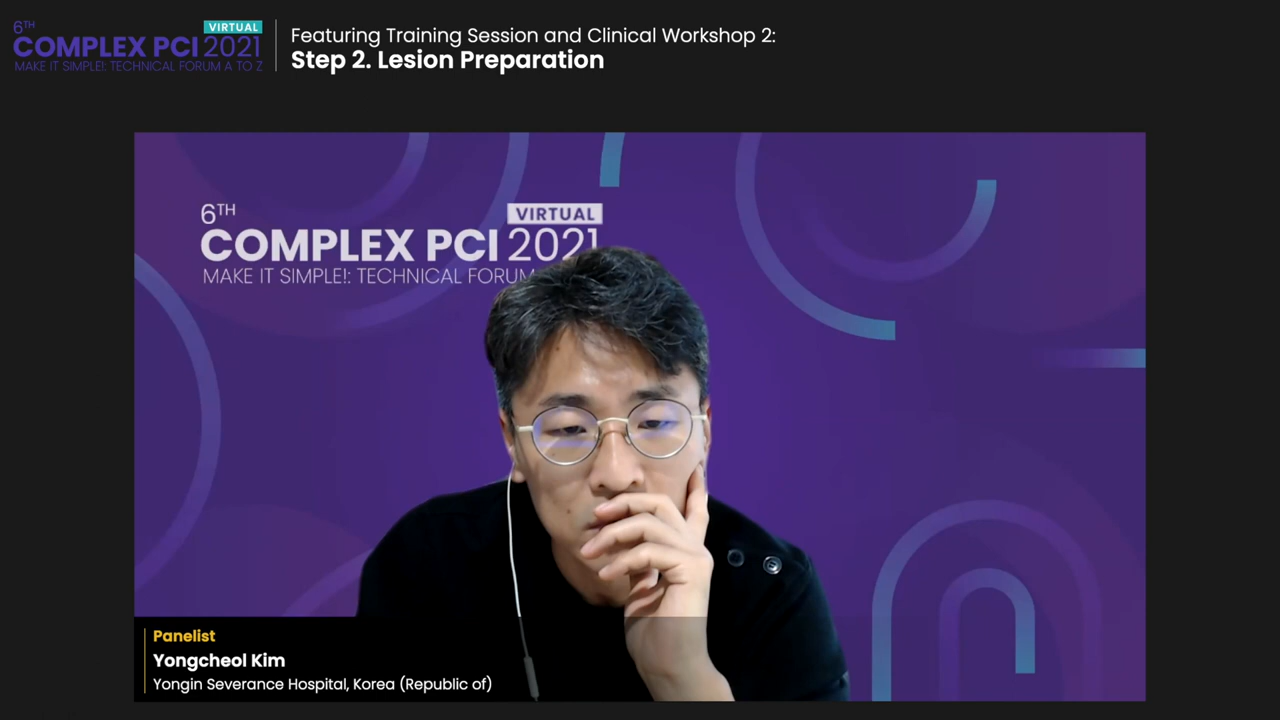 6TH VIRTUAL
COMPLEX PCI 2021
MAKE IT SIMPLE!: TECHNICAL FORUM A TO Z
Featuring Training Session and Clinical Workshop 2:
Step 2. Lesion Preparation
6TH VIRTUAL
COMPLEX PCI 2021
MAKE IT SIMPLE!: TECHNICAL FORUM
Panelist
Yongcheol Kim
Yongin Severance Hospital, Korea (Republic of)